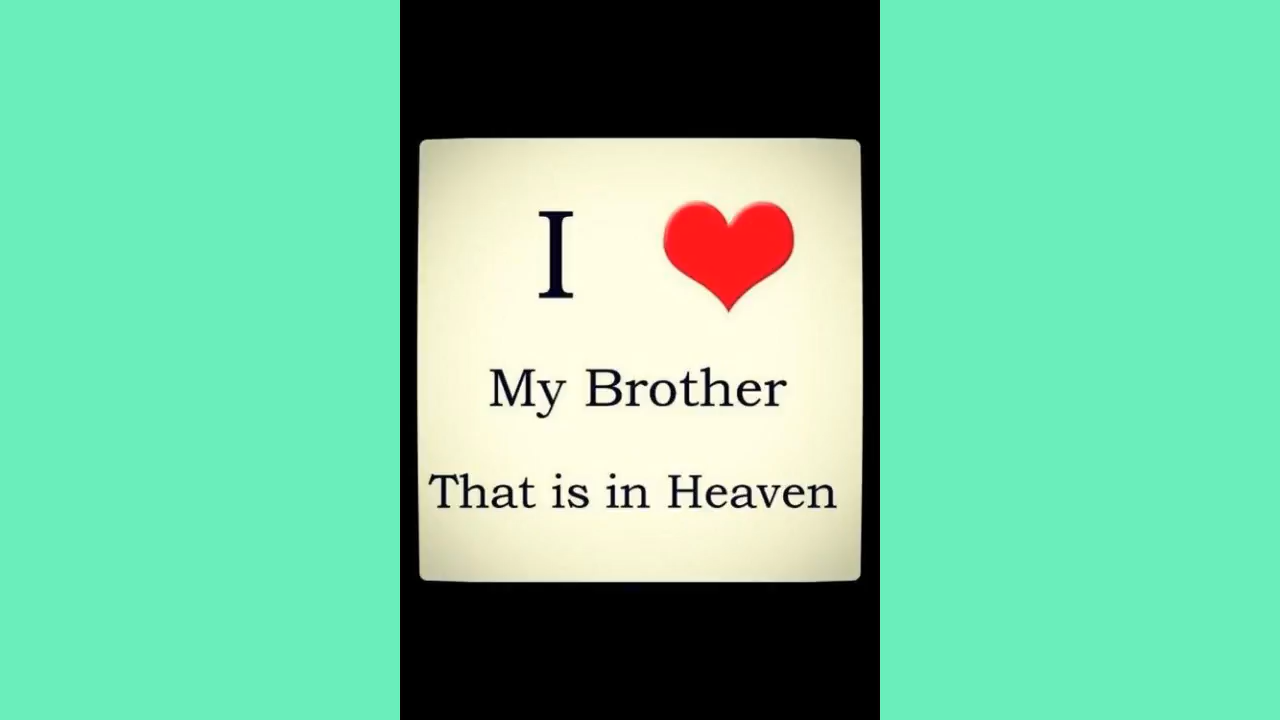 I ❤
My Brother
That is in Heaven